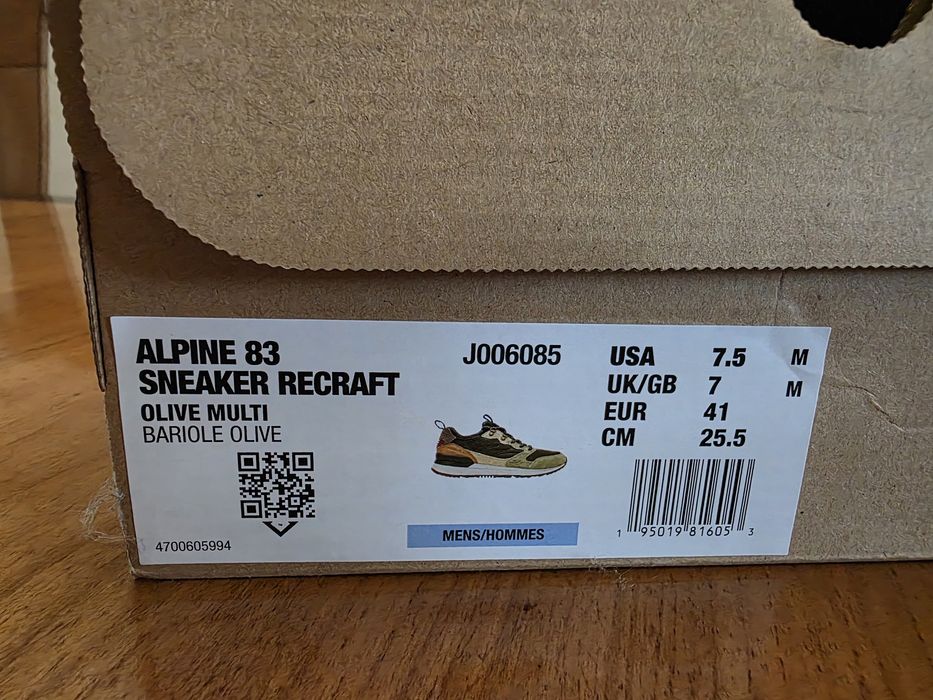 ALPINE 83
SNEAKER RECRAFT
OLIVE MULTI
BARIOLE OLIVE
4700605994
J006085
MENS/HOMMES
USA 7.5 M
UK/GB 7 M
EUR 41
CM 25.5
1 95019 81605 3